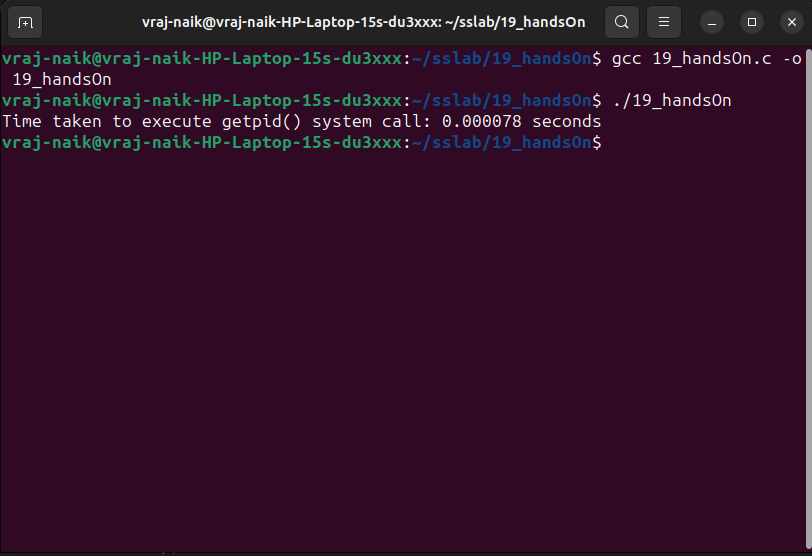 vraj-naik@vraj-naik-HP-Laptop-15s-du3xxx: ~/sslab/19_handsOn
vraj-naik@vraj-naik-HP-Laptop-15s-du3xxx:~/sslab/19_handsOn$ gcc 19_handsOn.c -o
 19_handsOn
vraj-naik@vraj-naik-HP-Laptop-15s-du3xxx:~/sslab/19_handsOn$ ./19_handsOn
Time taken to execute getpid() system call: 0.000078 seconds
vraj-naik@vraj-naik-HP-Laptop-15s-du3xxx:~/sslab/19_handsOn$